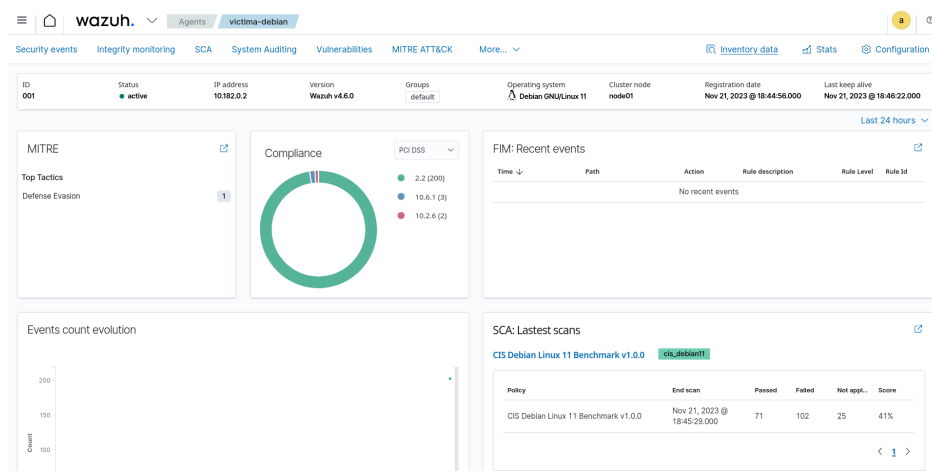 wazuh. Agents victima-debian a
Security events Integrity monitoring SCA System Auditing Vulnerabilities MITRE ATT&CK More... Inventory data Stats Configuration
ID Status IP address Version Groups Operating system Cluster node Registration date Last keep alive
001 active 10.182.0.2 Wazuh v4.6.0 default Debian GNU/Linux 11 node01 Nov 21, 2023 @ 18:44:56.000 Nov 21, 2023 @ 18:46:22.000
Last 24 hours
MITRE
Top Tactics
Defense Evasion 1
Compliance PCI DSS
2.2 (200)
10.6.1 (3)
10.2.6 (2)
FIM: Recent events
Time Path Action Rule description Rule Level Rule Id
No recent events
Events count evolution
200
150
100
Count
SCA: Lastest scans
CIS Debian Linux 11 Benchmark v1.0.0 cis_debian11
Policy End scan Passed Failed Not appl... Score
CIS Debian Linux 11 Benchmark v1.0.0 Nov 21, 2023 @ 71 102 25 41%
18:45:29.000
1